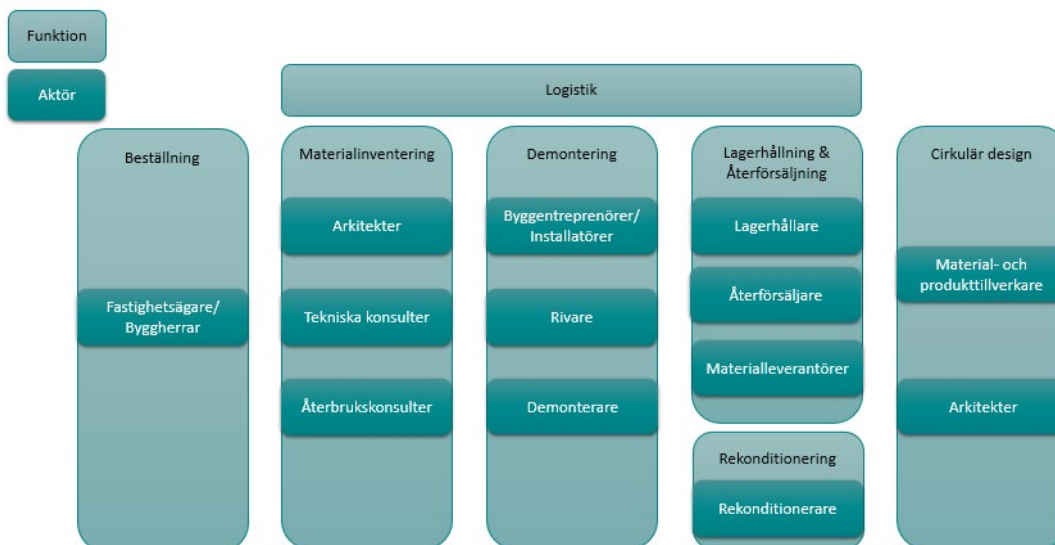 Funktion
Aktör
Logistik
Beställning
Fastighetsägare/
Byggherrar
Materialinventering
Arkitekter
Tekniska konsulter
Återbrukskonsulter
Demontering
Byggentreprenörer/
Installatörer
Rivare
Demonterare
Lagerhållning &
Återförsäljning
Lagerhållare
Återförsäljare
Materialleverantörer
Rekonditionering
Rekonditionerare
Cirkulär design
Material- och
produkttillverkare
Arkitekter